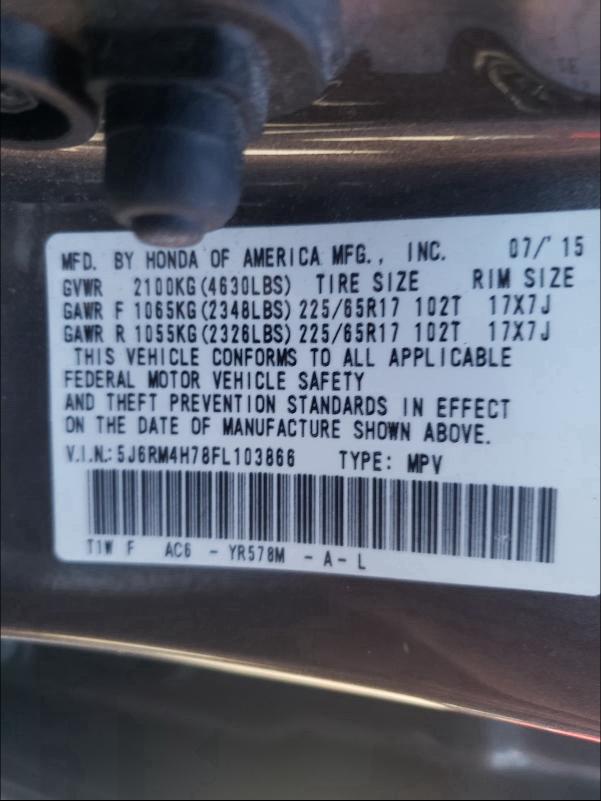 MFD. BY HONDA OF AMERICA MFG., INC. 07/'15
GVWR 2100KG(4630LBS) TIRE SIZE RIM SIZE
GAWR F 1065KG(2348LBS) 225/65R17 102T 17X7J
GAWR R 1055KG(2326LBS) 225/65R17 102T 17X7J
THIS VEHICLE CONFORMS TO ALL APPLICABLE
FEDERAL MOTOR VEHICLE SAFETY
AND THEFT PREVENTION STANDARDS IN EFFECT
ON THE DATE OF MANUFACTURE SHOWN ABOVE.
V.I.N.: 5J6RM4H78FL103866 TYPE: MPV
T1W F AC6 - YR578M - A - L